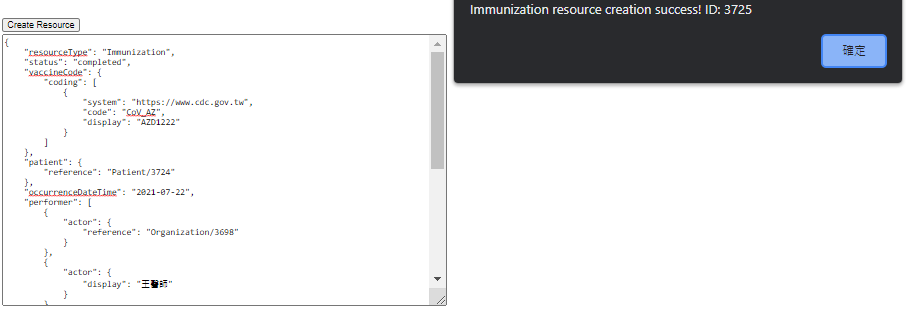 Immunization resource creation success! ID: 3725
確定
Create Resource
{
"resourceType": "Immunization",
"status": "completed",
"vaccineCode": {
"coding": [
{
"system": "https://www.cdc.gov.tw",
"code": "CoV_AZ",
"display": "AZD1222"
}
]
},
"patient": {
"reference": "Patient/3724"
},
"occurrenceDateTime": "2021-07-22",
"performer": [
{
"actor": {
"reference": "Organization/3698"
}
},
{
"actor": {
"display": "王醫師"
}
}